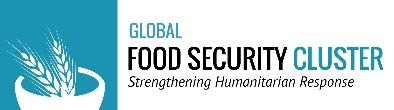 GLOBAL
FOOD SECURITY CLUSTER
Strengthening Humanitarian Response